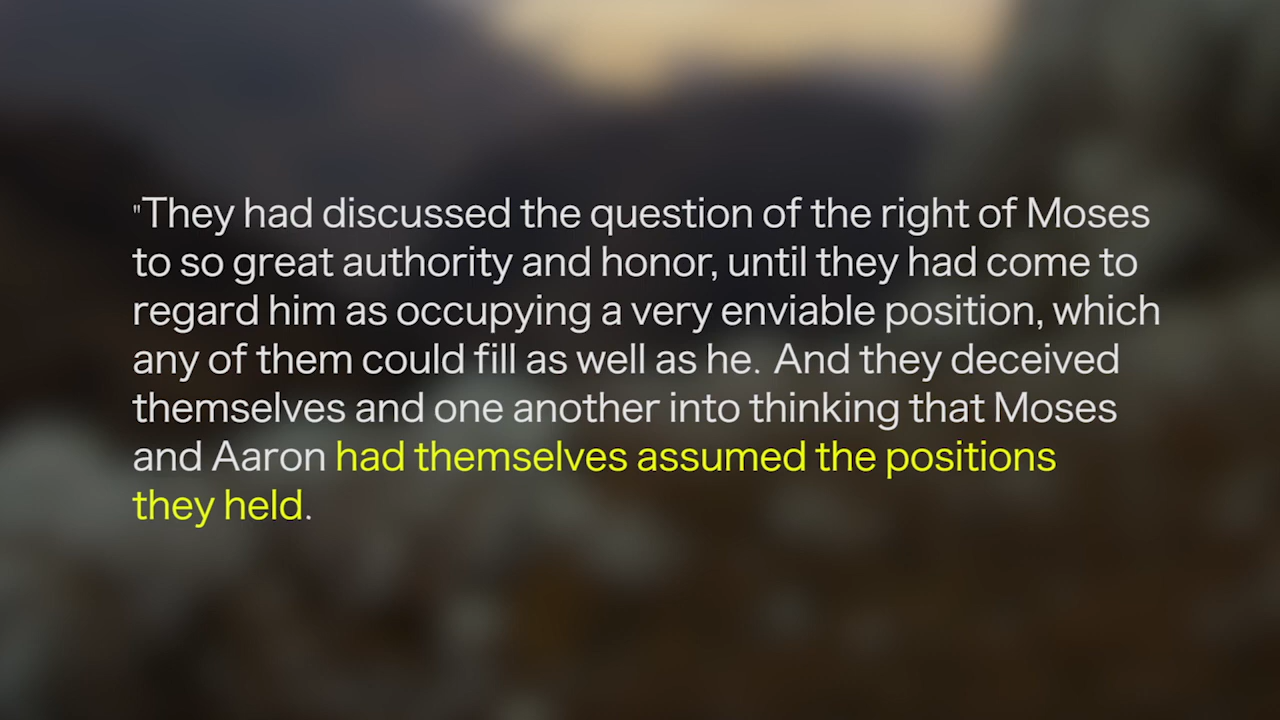 "They had discussed the question of the right of Moses
to so great authority and honor, until they had come to
regard him as occupying a very enviable position, which
any of them could fill as well as he. And they deceived
themselves and one another into thinking that Moses
and Aaron had themselves assumed the positions
they held.